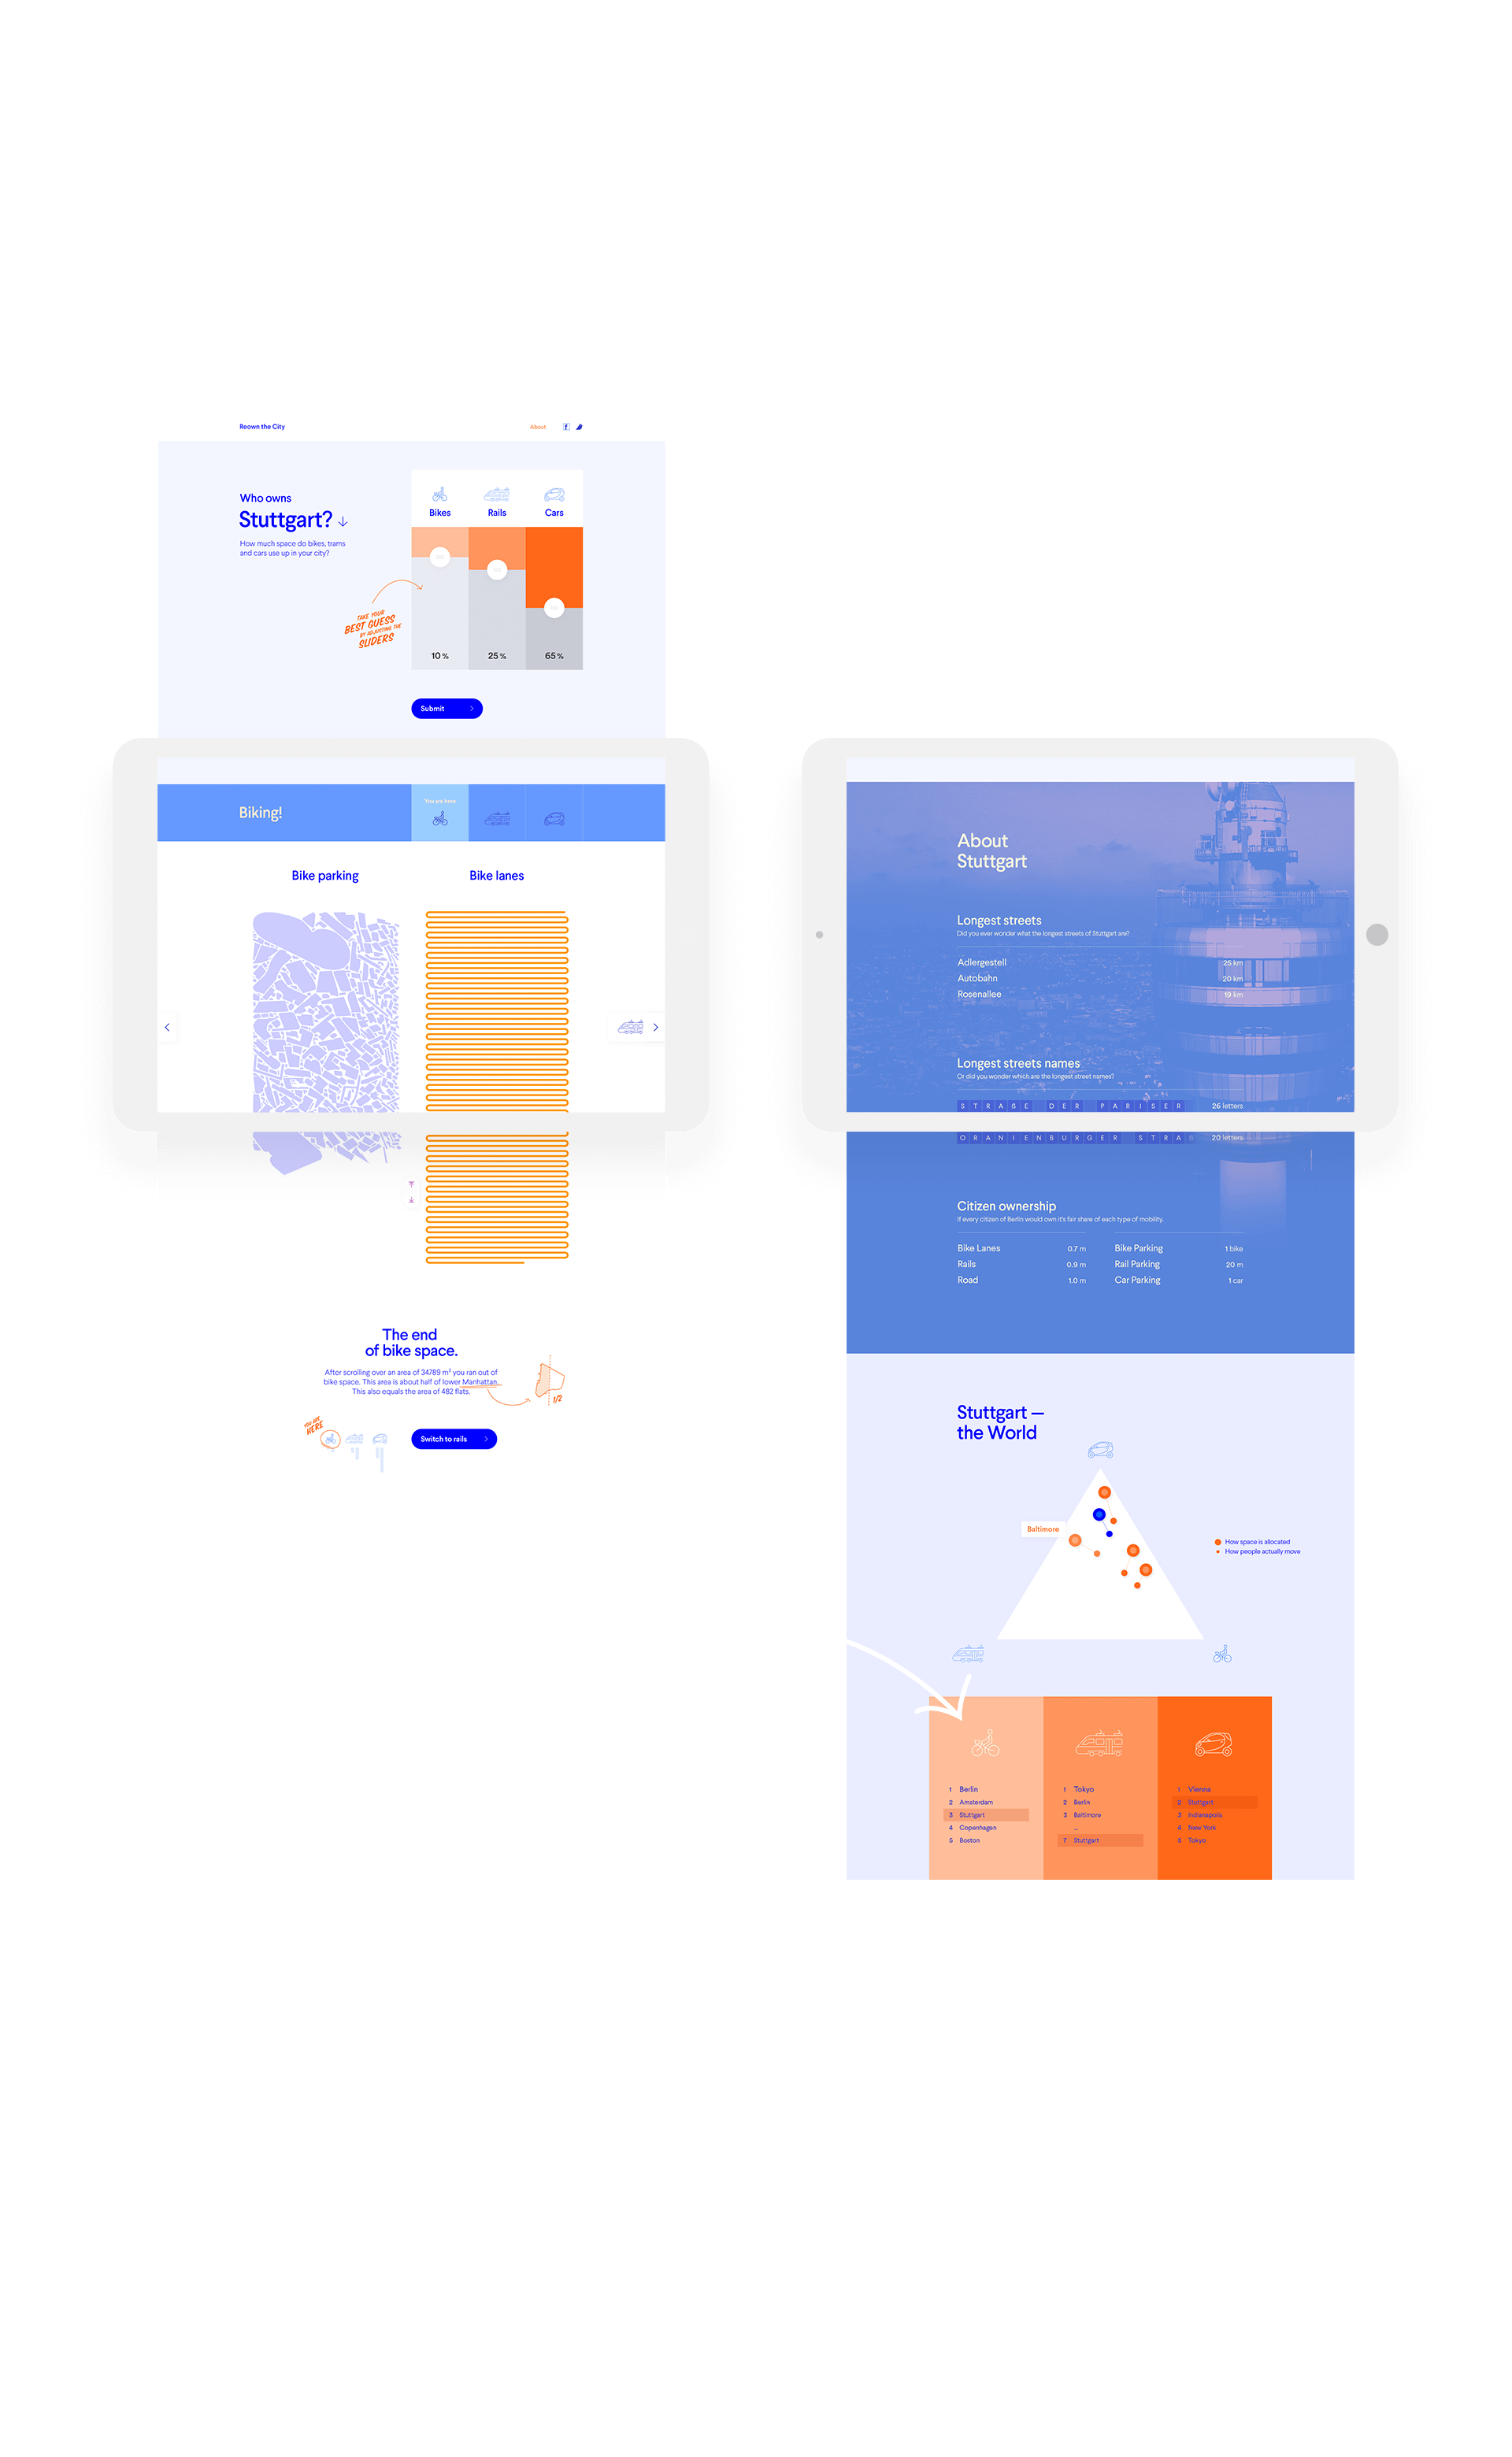 Reown the City
About
Who owns
Stuttgart?
How much space do bikes, trams
and cars use up in your city?
Bikes
Rails
Cars
TAKE YOUR
BEST GUESS
BY ADJUSTING THE
SLIDERS
10 %
25 %
65 %
Submit
Biking!
You are here
Bike parking
Bike lanes
The end
of bike space.
After scrolling over an area of 34789 m² you ran out of
bike space. This area is about half of lower Manhattan.
This also equals the area of 482 flats.
1/2
YOU ARE
HERE
Switch to rails
About
Stuttgart
Longest streets
Did you ever wonder what the longest streets of Stuttgart are?
Adlergestell 25 km
Autobahn 20 km
Rosenallee 19 km
Longest streets names
Or did you wonder which are the longest street names?
STRAßE DER PARISER 26 letters
ORANIENBURGER STRAß 20 letters
Citizen ownership
If every citizen of Berlin would own it's fair share of each type of mobility.
Bike Lanes 0.7 m Bike Parking 1 bike
Rails 0.9 m Rail Parking 20 m
Road 1.0 m Car Parking 1 car
Stuttgart —
the World
Baltimore
How space is allocated
How people actually move
1 Berlin
2 Amsterdam
3 Stuttgart
4 Copenhagen
5 Boston
1 Tokyo
2 Berlin
3 Baltimore
...
7 Stuttgart
1 Vienna
2 Stuttgart
3 Indianapolis
4 New York
5 Tokyo